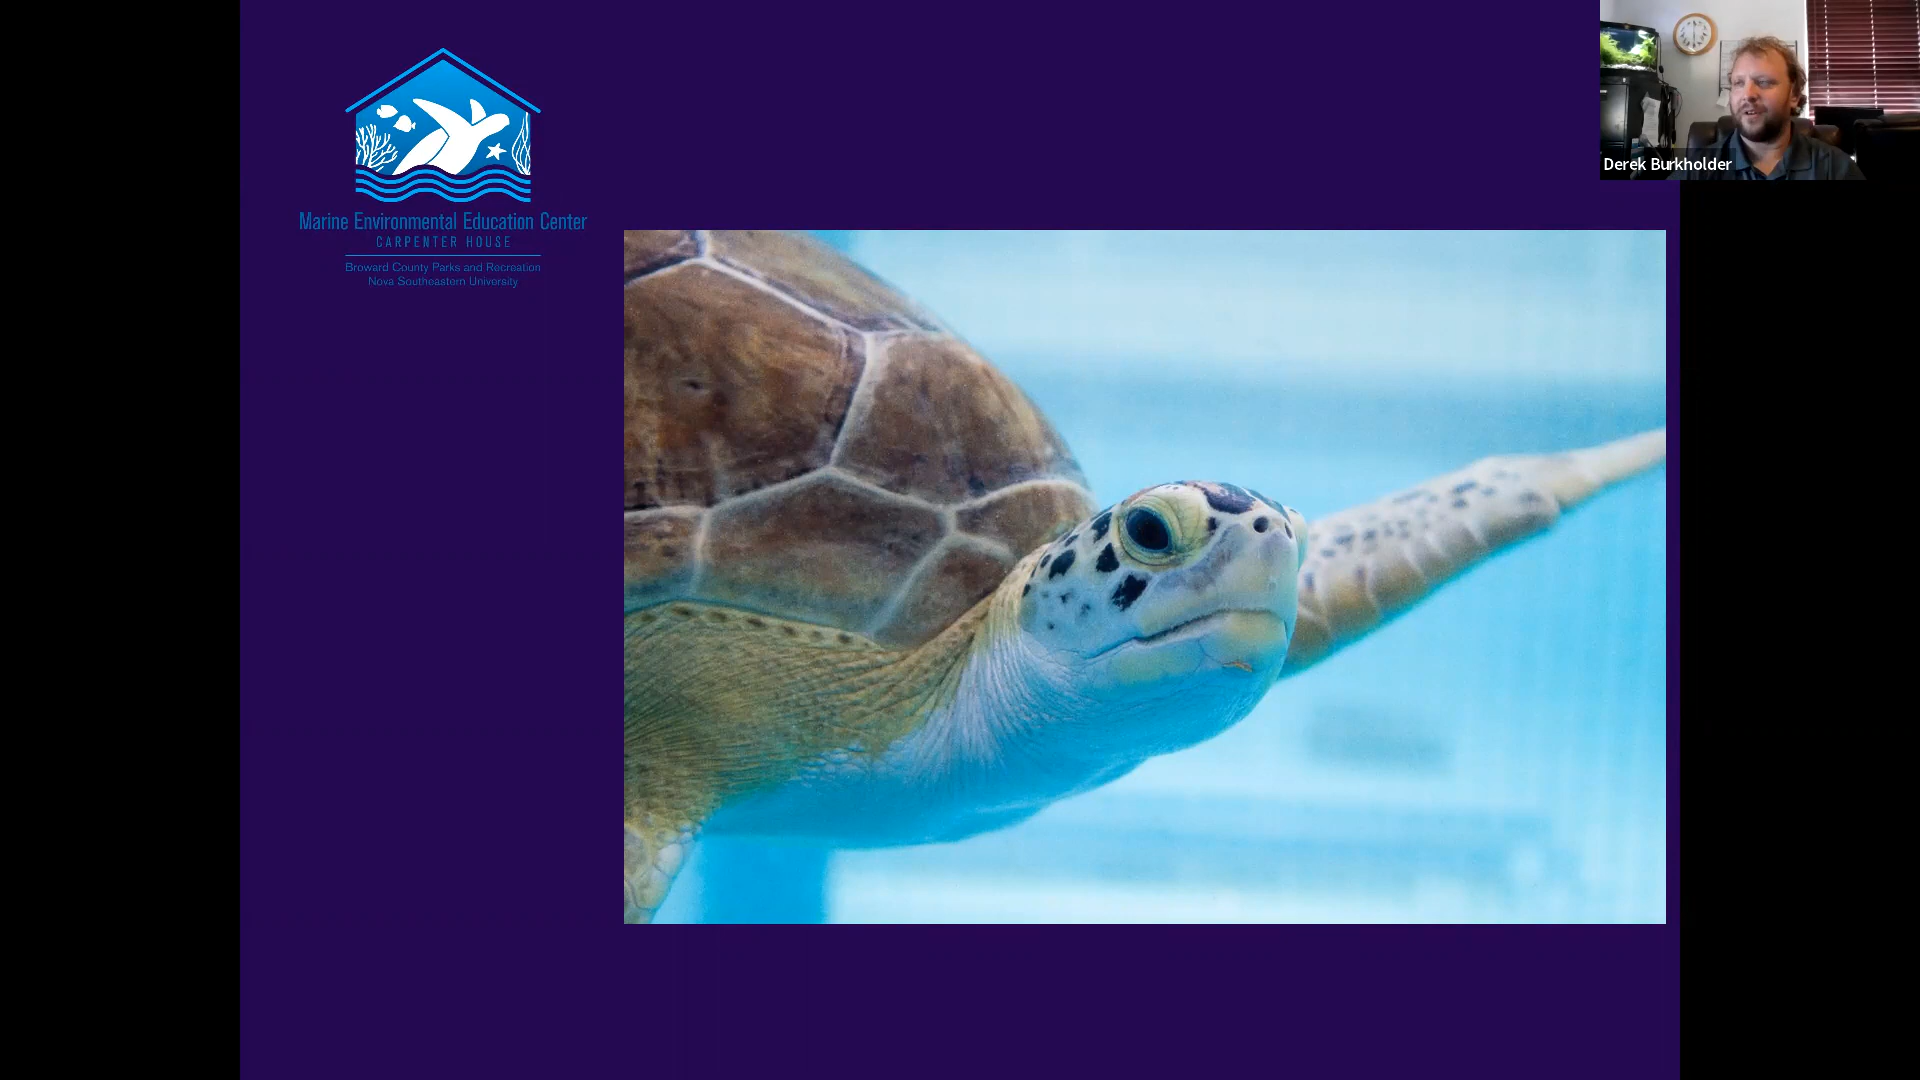 Marine Environmental Education Center
CARPENTER HOUSE
Broward County Parks and Recreation
Nova Southeastern University
Derek Burkholder